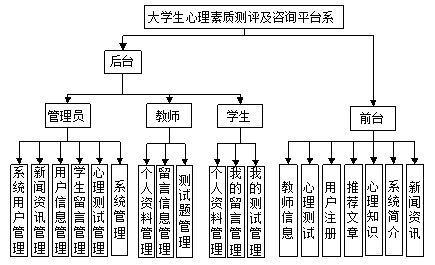 大学生心理素质测评及咨询平台系
后台
管理员
教师
学生
前台
系统用户管理
新闻资讯管理
用户信息管理
学生留言管理
心理测试管理
系统管理
个人资料管理
留言信息管理
测试题管理
个人资料管理
我的留言管理
我的测试管理
教师信息
心理测试
用户注册
推荐文章
心理知识
系统简介
新闻资讯